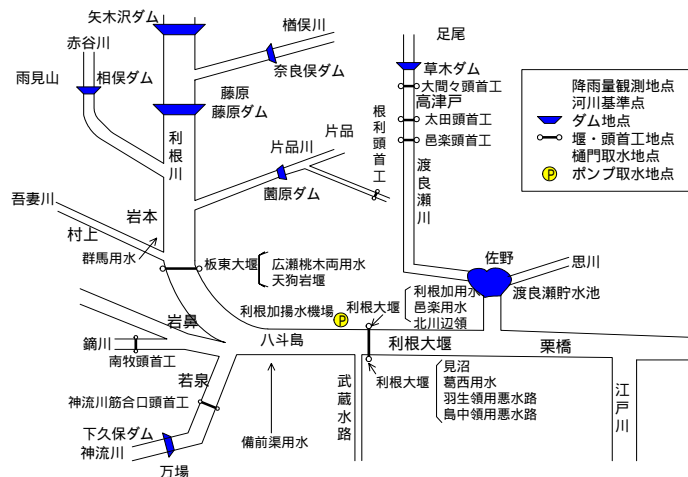 矢木沢ダム
楢俣川
足尾
赤谷川
奈良俣ダム
草木ダム
雨見山
相俣ダム
大間々頭首工
高津戸
藤原
藤原ダム
太田頭首工
邑楽頭首工
根利頭首工
利根川
片品
片品川
薗原ダム
渡良瀬川
降雨量観測地点
河川基準点
ダム地点
堰・頭首工地点
樋門取水地点
P ポンプ取水地点
吾妻川
岩本
村上
群馬用水
板東大堰
広瀬桃木両用水
天狗岩堰
佐野
思川
渡良瀬貯水池
利根大堰
利根加用水
邑楽用水
北川辺領
利根加揚水機場
P
岩鼻
八斗島
利根大堰
栗橋
鏑川
南牧頭首工
若泉
神流川筋合口頭首工
利根大堰
見沼
葛西用水
羽生領用悪水路
島中領用悪水路
武蔵水路
江戸川
備前渠用水
下久保ダム
神流川
万場